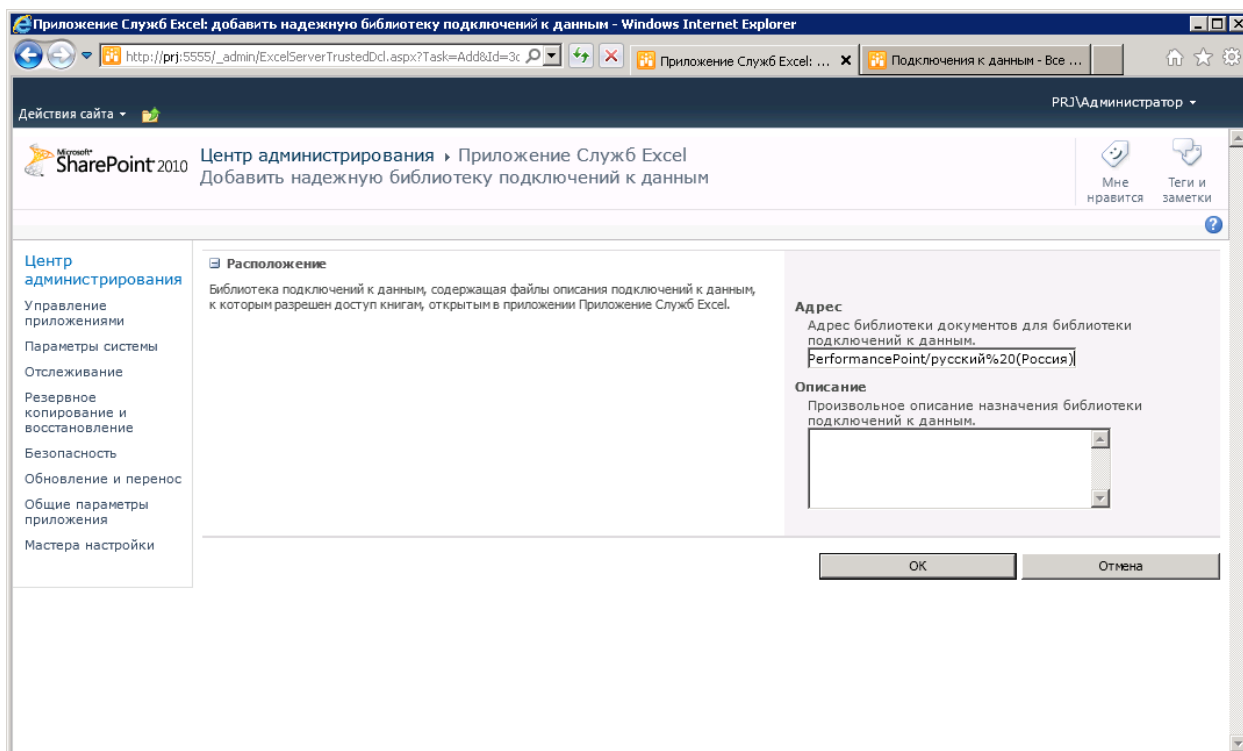 Приложение Служб Excel: добавить надежную библиотеку подключений к данным - Windows Internet Explorer
http://prj:5555/_admin/ExcelServerTrustedDcl.aspx?Task=Add&Id=3c
Приложение Служб Excel: ...
Подключения к данным - Все ...
Действия сайта
PRJ\Администратор
Microsoft
SharePoint 2010
Центр администрирования ▸ Приложение Служб Excel
Добавить надежную библиотеку подключений к данным
Мне
нравится
Теги и
заметки
Центр
администрирования
Управление
приложениями
Параметры системы
Отслеживание
Резервное
копирование и
восстановление
Безопасность
Обновление и перенос
Общие параметры
приложения
Мастера настройки
Расположение
Библиотека подключений к данным, содержащая файлы описания подключений к данным,
к которым разрешен доступ книгам, открытым в приложении Приложение Служб Excel.
Адрес
Адрес библиотеки документов для библиотеки
подключений к данным.
PerformancePoint/русский%20(Россия)
Описание
Произвольное описание назначения библиотеки
подключений к данным.
ОК
Отмена